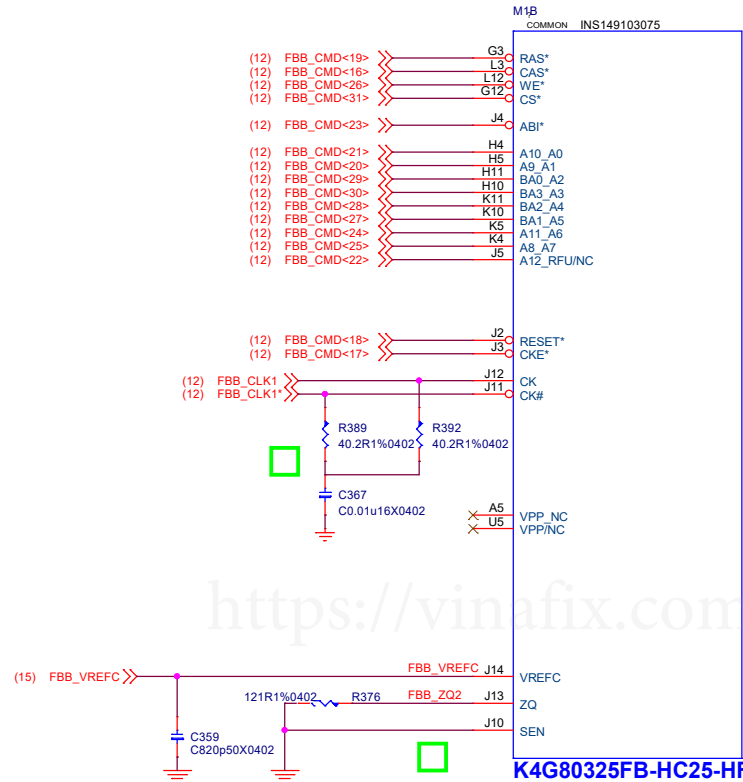 M1B
COMMON INS149103075
(12) FBB_CMD<19> G3 RAS*
(12) FBB_CMD<16> L3 CAS*
(12) FBB_CMD<26> L12 WE*
(12) FBB_CMD<31> G12 CS*
(12) FBB_CMD<23> J4 ABI*
(12) FBB_CMD<21> H4 A10_A0
(12) FBB_CMD<20> H5 A9_A1
(12) FBB_CMD<29> H11 BA0_A2
(12) FBB_CMD<30> H10 BA3_A3
(12) FBB_CMD<28> K11 BA2_A4
(12) FBB_CMD<27> K10 BA1_A5
(12) FBB_CMD<24> K5 A11_A6
(12) FBB_CMD<25> K4 A8_A7
(12) FBB_CMD<22> J5 A12_RFU/NC
(12) FBB_CMD<18> J2 RESET*
(12) FBB_CMD<17> J3 CKE*
(12) FBB_CLK1 J12 CK
(12) FBB_CLK1* J11 CK#
R389 R392
40.2R1%0402 40.2R1%0402
C367
C0.01u16X0402
A5 VPP_NC
U5 VPP/NC
https://vinafix.com
(15) FBB_VREFC FBB_VREFC J14 VREFC
121R1%0402 R376 FBB_ZQ2 J13 ZQ
J10 SEN
C359
C820p50X0402
K4G80325FB-HC25-HF